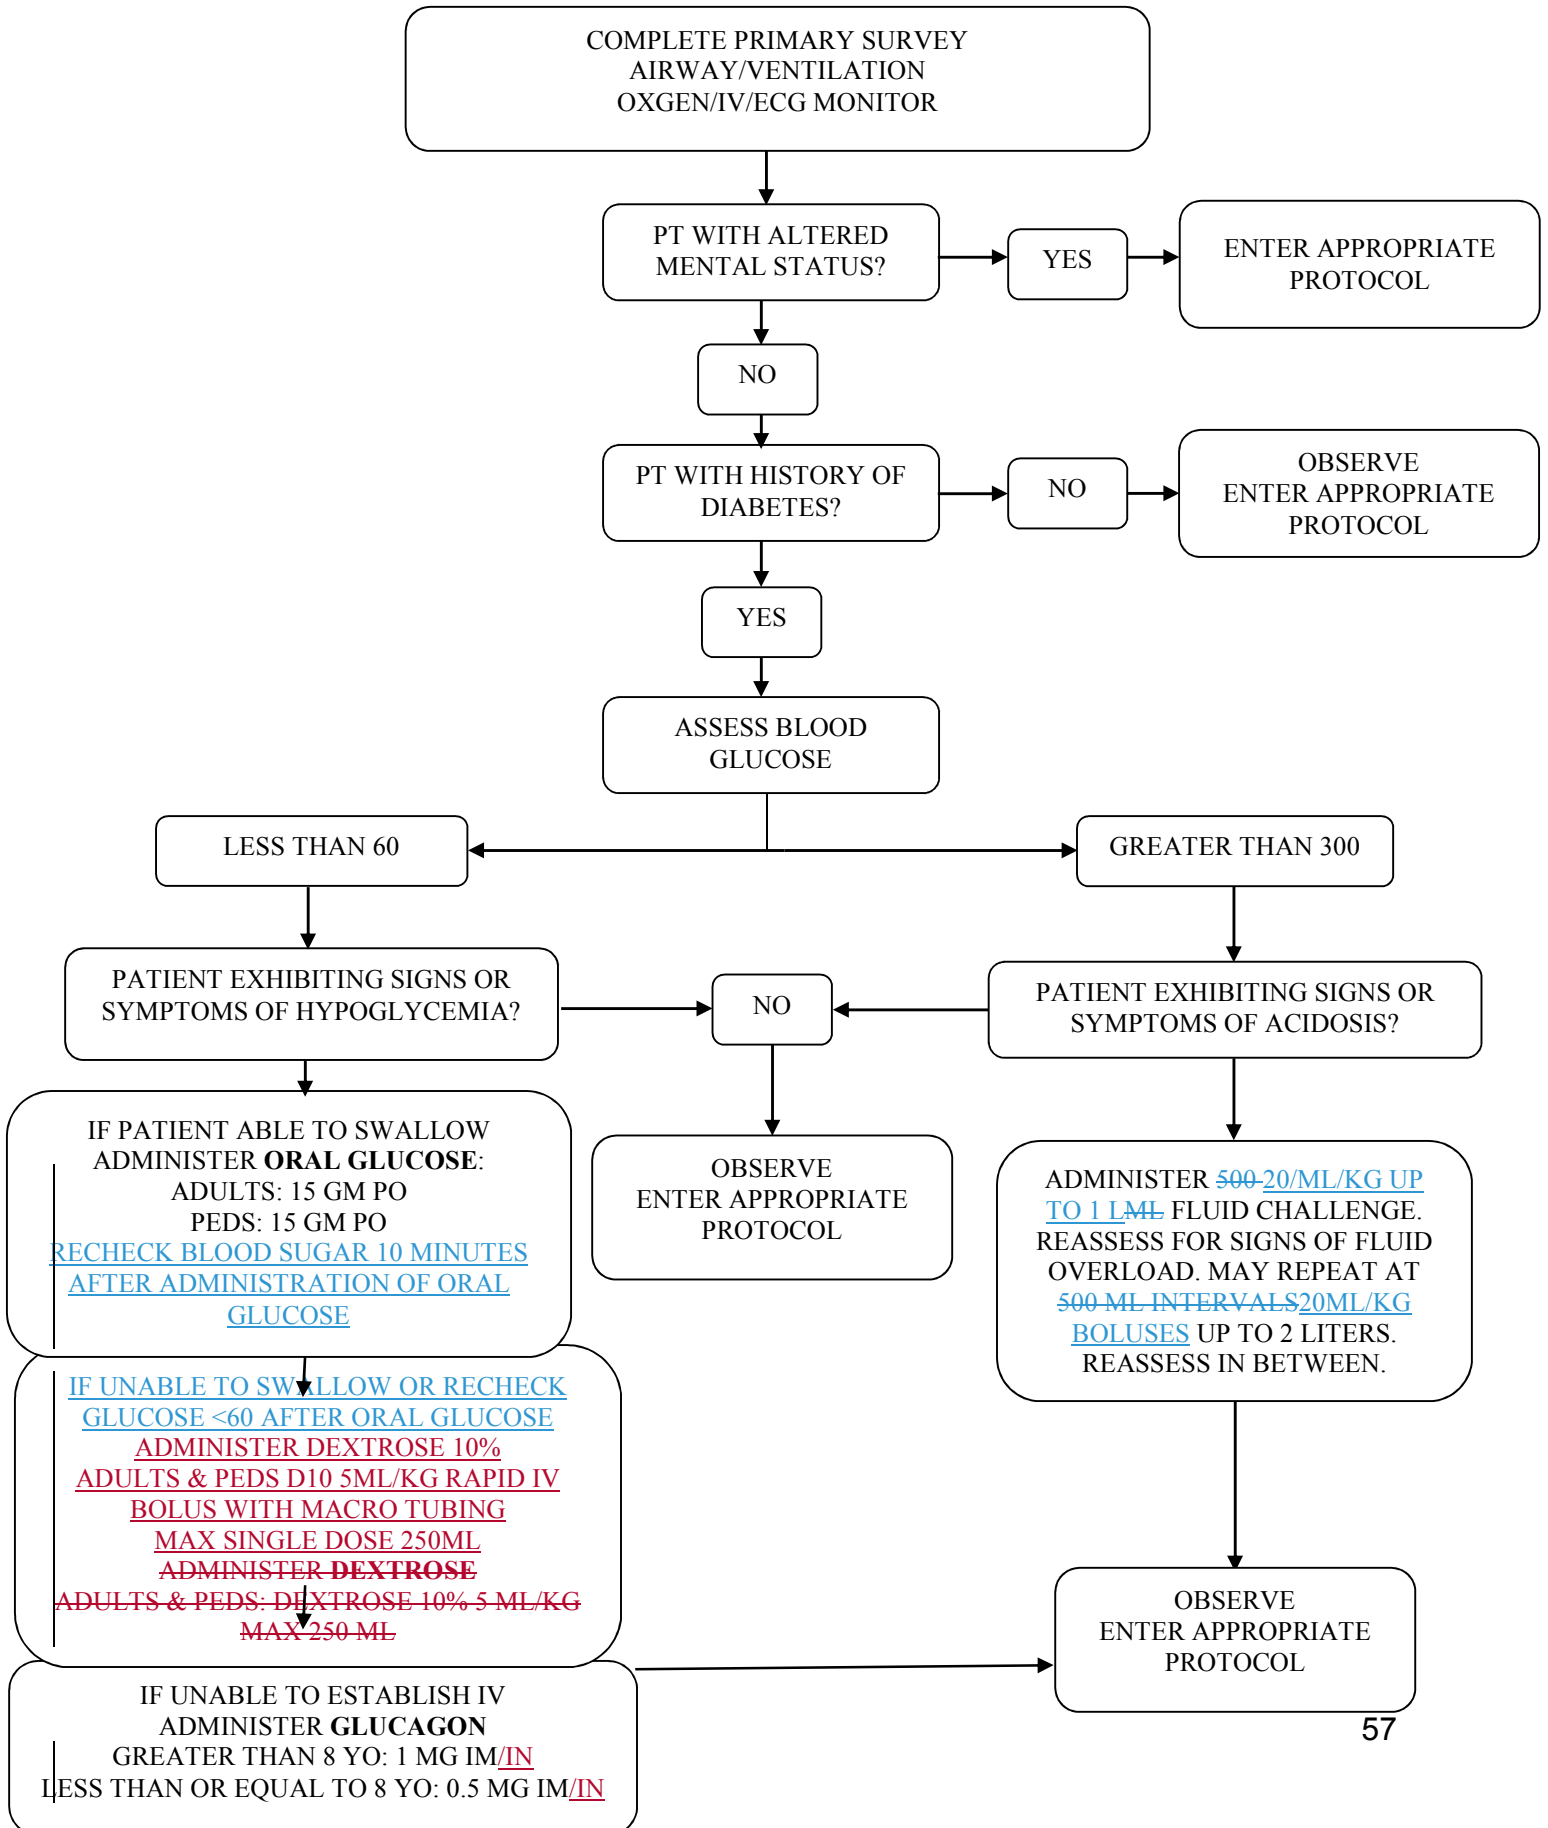 COMPLETE PRIMARY SURVEY
AIRWAY/VENTILATION
OXGEN/IV/ECG MONITOR
PT WITH ALTERED
MENTAL STATUS?
YES
ENTER APPROPRIATE
PROTOCOL
NO
PT WITH HISTORY OF
DIABETES?
NO
OBSERVE
ENTER APPROPRIATE
PROTOCOL
YES
ASSESS BLOOD
GLUCOSE
LESS THAN 60
GREATER THAN 300
PATIENT EXHIBITING SIGNS OR
SYMPTOMS OF HYPOGLYCEMIA?
NO
PATIENT EXHIBITING SIGNS OR
SYMPTOMS OF ACIDOSIS?
IF PATIENT ABLE TO SWALLOW
ADMINISTER ORAL GLUCOSE:
ADULTS: 15 GM PO
PEDS: 15 GM PO
RECHECK BLOOD SUGAR 10 MINUTES
AFTER ADMINISTRATION OF ORAL
GLUCOSE
OBSERVE
ENTER APPROPRIATE
PROTOCOL
ADMINISTER 500 20/ML/KG UP
TO 1 LML FLUID CHALLENGE.
REASSESS FOR SIGNS OF FLUID
OVERLOAD. MAY REPEAT AT
500 ML INTERVALS20ML/KG
BOLUSES UP TO 2 LITERS.
REASSESS IN BETWEEN.
IF UNABLE TO SWALLOW OR RECHECK
GLUCOSE <60 AFTER ORAL GLUCOSE
ADMINISTER DEXTROSE 10%
ADULTS & PEDS D10 5ML/KG RAPID IV
BOLUS WITH MACRO TUBING
MAX SINGLE DOSE 250ML
ADMINISTER DEXTROSE
ADULTS & PEDS: DEXTROSE 10% 5 ML/KG
MAX 250 ML
OBSERVE
ENTER APPROPRIATE
PROTOCOL
IF UNABLE TO ESTABLISH IV
ADMINISTER GLUCAGON
GREATER THAN 8 YO: 1 MG IM/IN
LESS THAN OR EQUAL TO 8 YO: 0.5 MG IM/IN
57